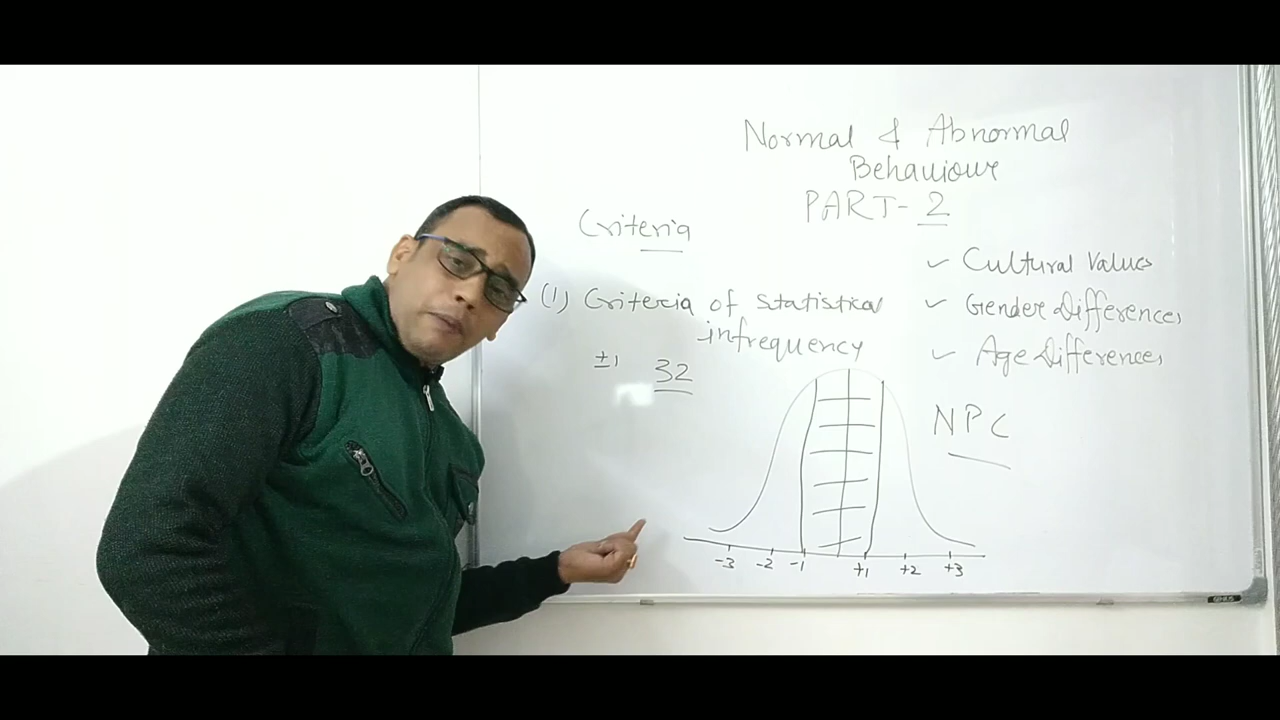 Normal & Abnormal
Behaviour
PART-2
Criteria
(1) Criteria of statistical
infrequency
±1 32
✓ Cultural Values
✓ Gender differences
✓ Age differences
NPC
-3 -2 -1 +1 +2 +3